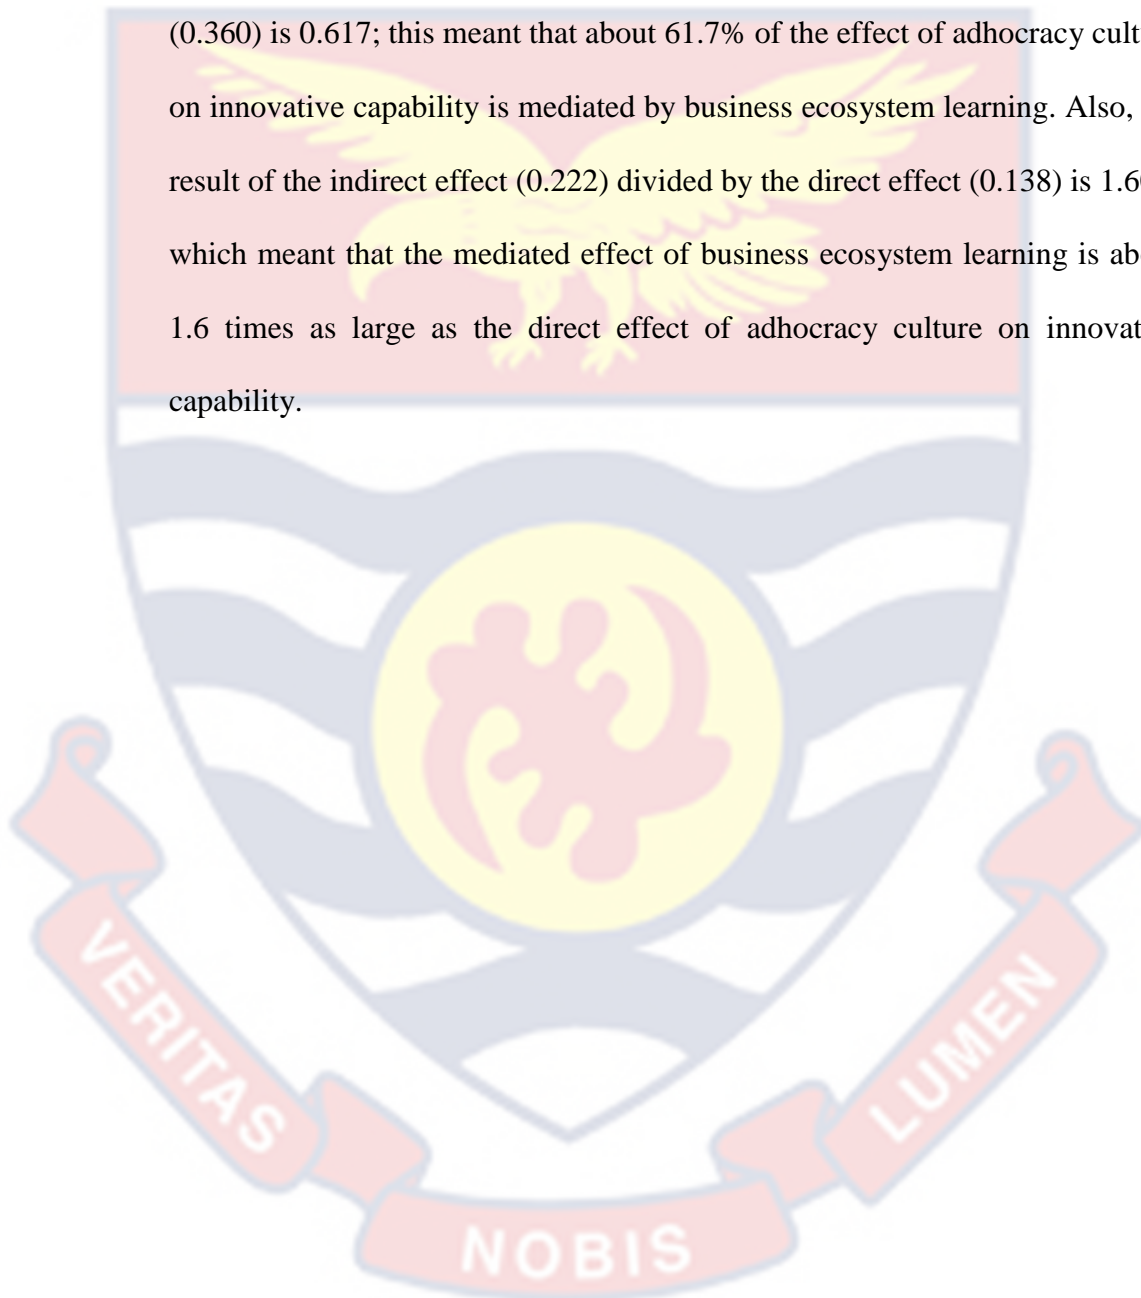 (0.360) is 0.617; this meant that about 61.7% of the effect of adhocracy cult
on innovative capability is mediated by business ecosystem learning. Also,
result of the indirect effect (0.222) divided by the direct effect (0.138) is 1.6
which meant that the mediated effect of business ecosystem learning is ab
1.6 times as large as the direct effect of adhocracy culture on innovat
capability.
VERITAS
NOBIS
LUMEN